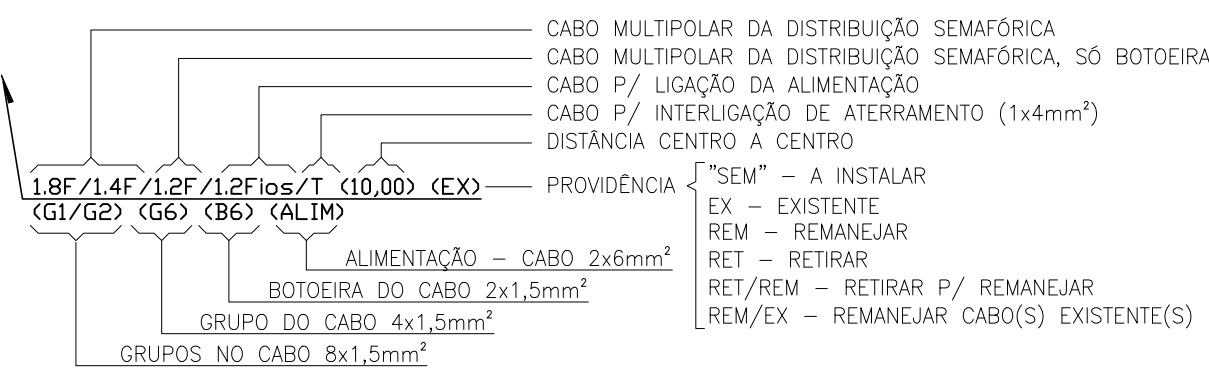 CABO MULTIPOLAR DA DISTRIBUIÇÃO SEMAFÓRICA
CABO MULTIPOLAR DA DISTRIBUIÇÃO SEMAFÓRICA, SÓ BOTOEIRA
CABO P/ LIGAÇÃO DA ALIMENTAÇÃO
CABO P/ INTERLIGAÇÃO DE ATERRAMENTO (1x4mm²)
DISTÂNCIA CENTRO A CENTRO
1.8F/1.4F/1.2F/1.2Fios/T (10,00) (EX)
PROVIDÊNCIA
"SEM" – A INSTALAR
EX – EXISTENTE
REM – REMANEJAR
RET – RETIRAR
RET/REM – RETIRAR P/ REMANEJAR
REM/EX – REMANEJAR CABO(S) EXISTENTE(S)
(G1/G2) (G6) (B6) (ALIM)
ALIMENTAÇÃO – CABO 2x6mm²
BOTOEIRA DO CABO 2x1,5mm²
GRUPO DO CABO 4x1,5mm²
GRUPOS NO CABO 8x1,5mm²